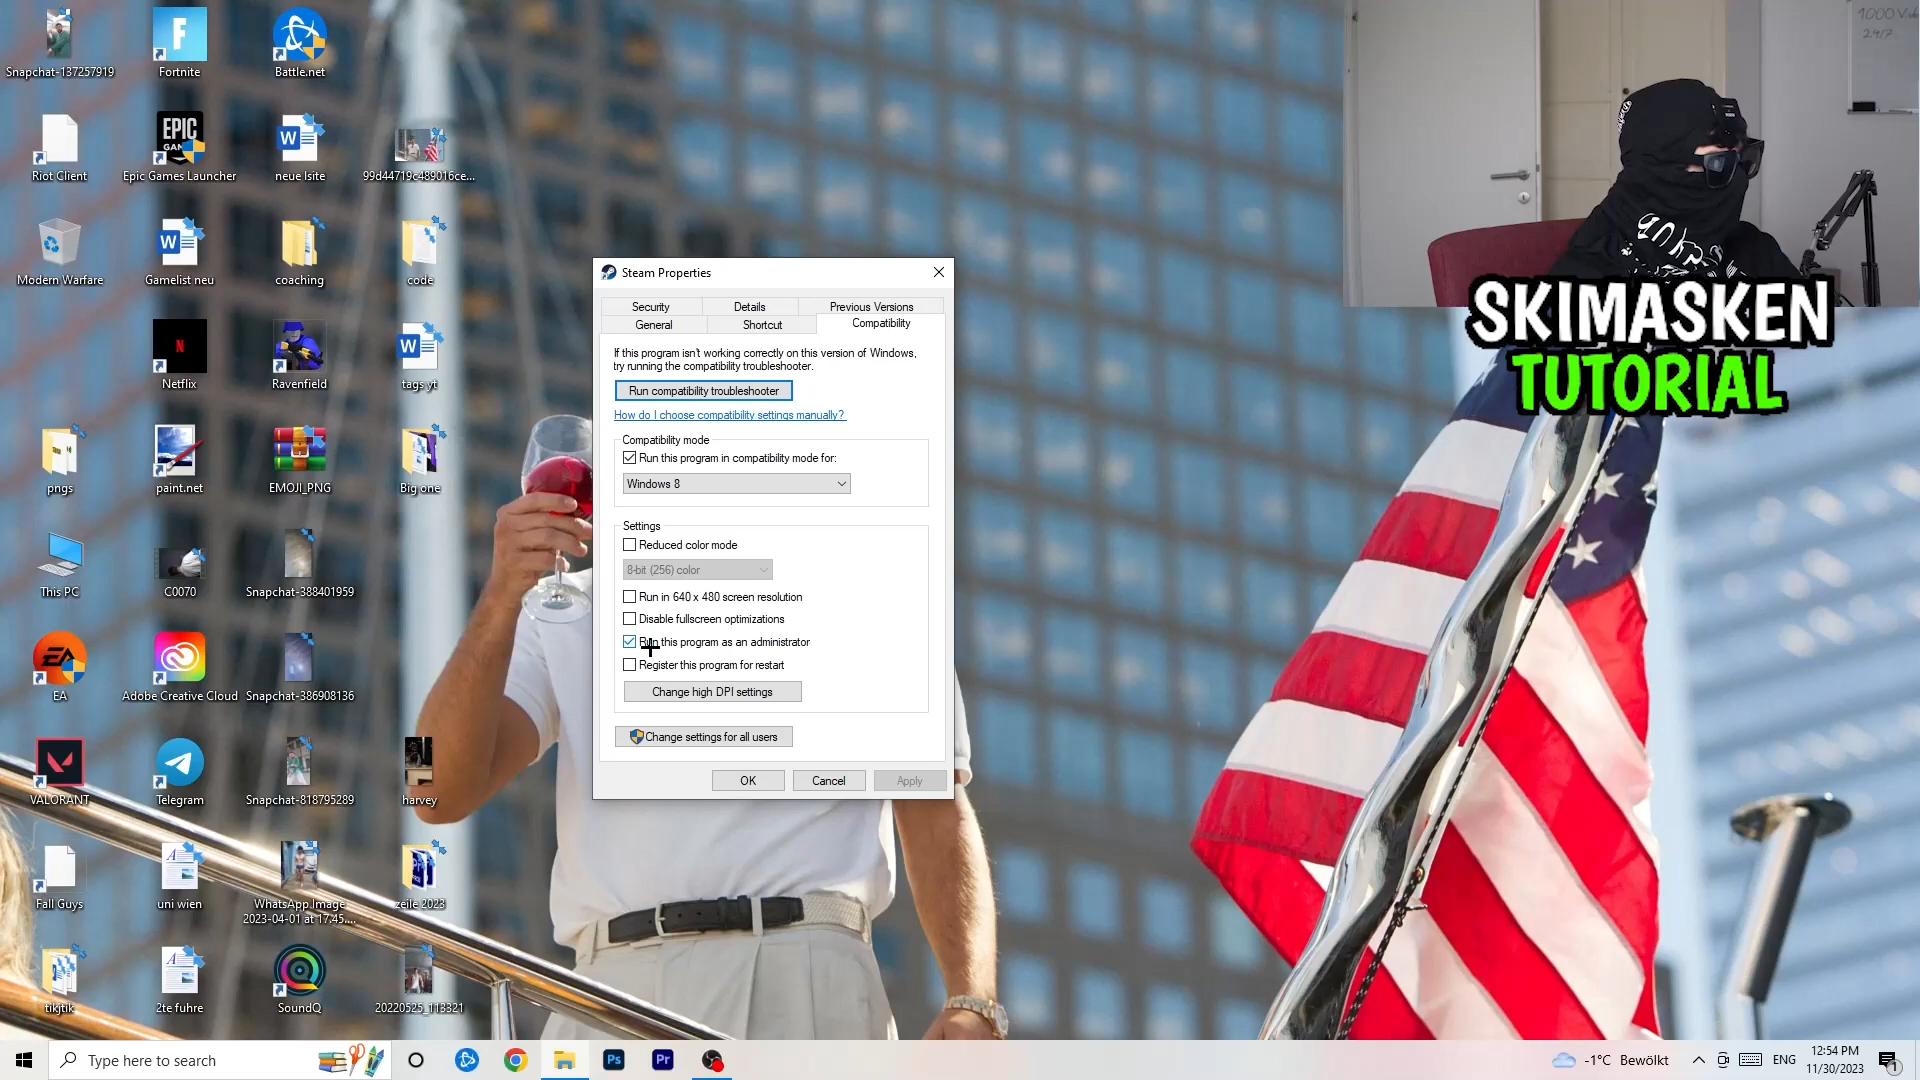 Snapchat-137257919
Fortnite
Battle.net
Riot Client
EPIC
Epic Games Launcher
neue lsite
99d44719c489016ce...
Modern Warfare
Gamelist neu
coaching
code
Netflix
Ravenfield
tags yt
pngs
paint.net
EMOJI_PNG
Big one
This PC
C0070
Snapchat-388401959
EA
Adobe Creative Cloud
Snapchat-386908136
VALORANT
Telegram
Snapchat-818795289
harvey
Fall Guys
uni wien
WhatsApp Image
2023-04-01 at 17.45....
zeile 2023
tikjtik
2te fuhre
SoundQ
20220525_113321
Steam Properties
Security
Details
Previous Versions
General
Shortcut
Compatibility
If this program isn't working correctly on this version of Windows,
try running the compatibility troubleshooter.
Run compatibility troubleshooter
How do I choose compatibility settings manually?
Compatibility mode
Run this program in compatibility mode for:
Windows 8
Settings
Reduced color mode
8-bit (256) color
Run in 640 x 480 screen resolution
Disable fullscreen optimizations
Run this program as an administrator
Register this program for restart
Change high DPI settings
Change settings for all users
OK
Cancel
Apply
SKIMASKEN
TUTORIAL
Type here to search
Ps
Pr
-1°C Bewölkt
ENG
12:54 PM
11/30/2023
1